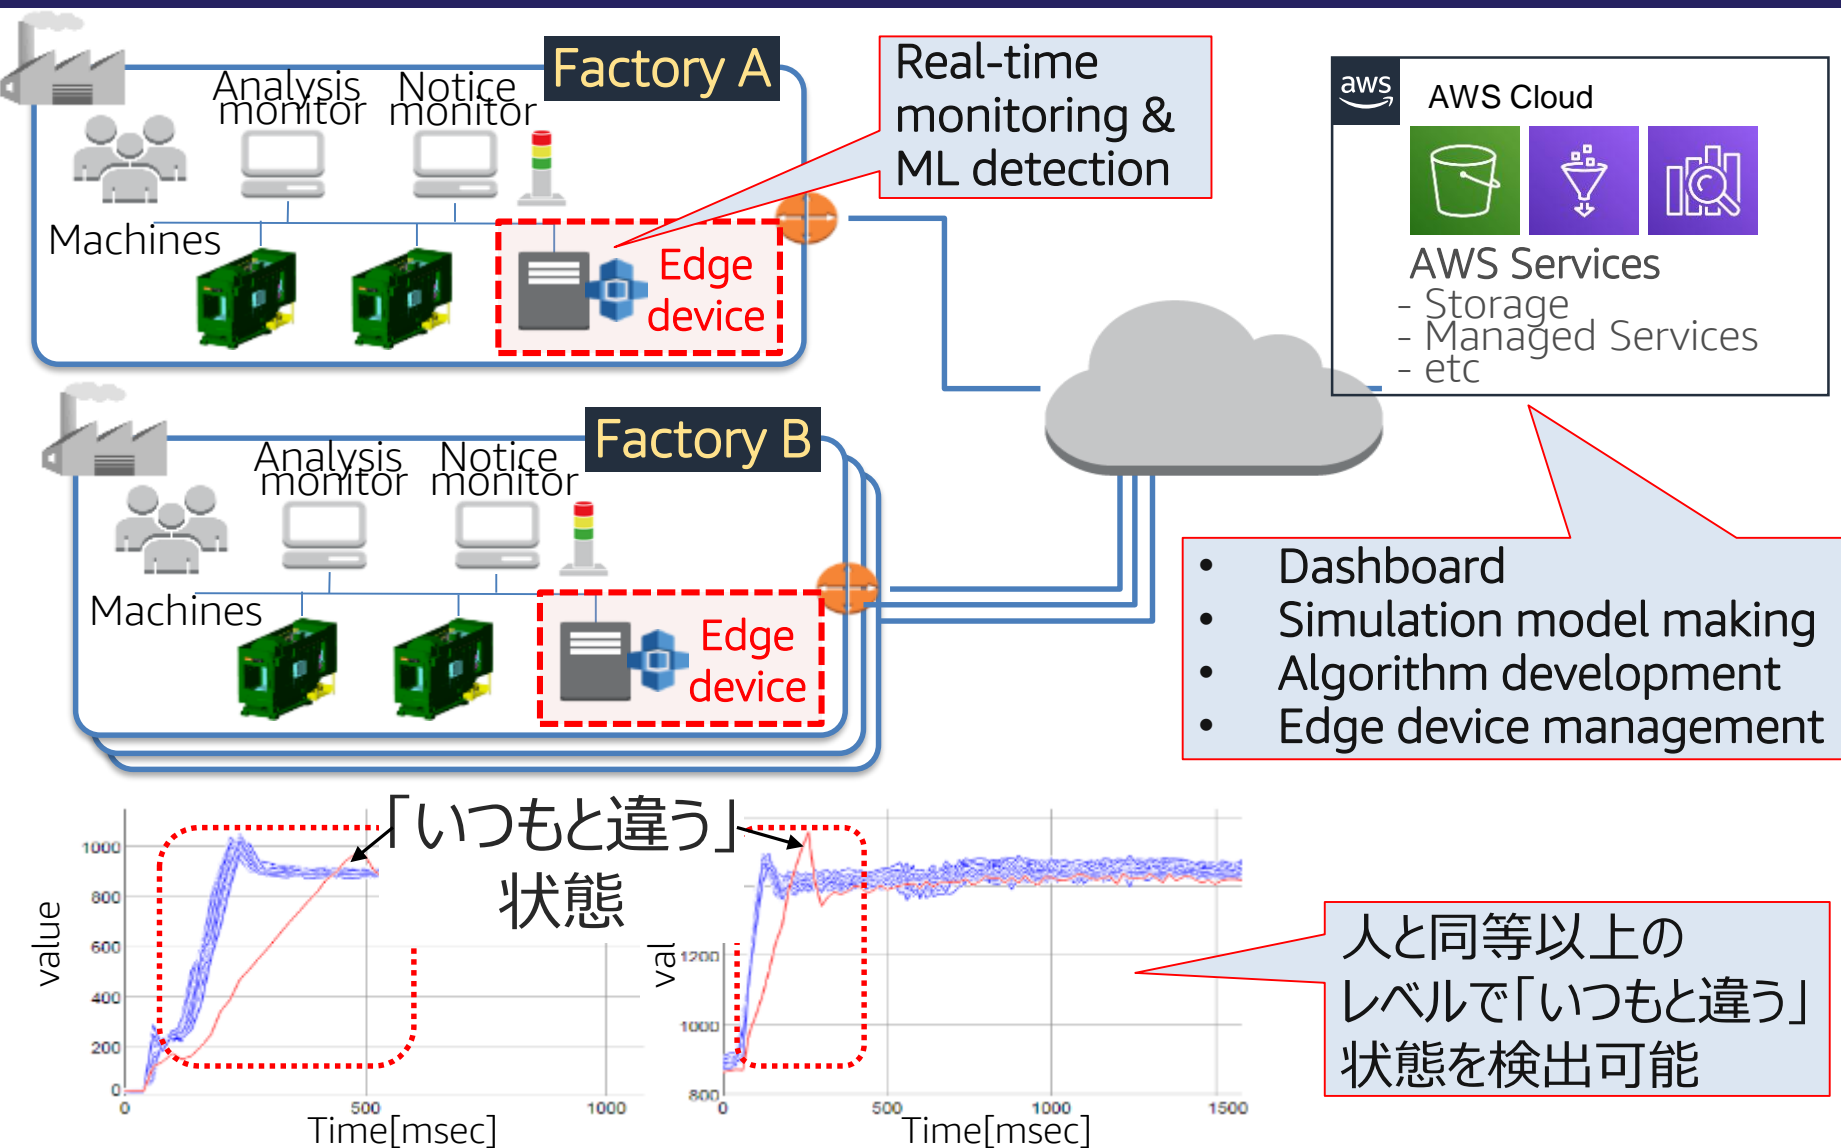 Factory A
Analysis
monitor
Notice
monitor
Machines
Edge
device
Real-time
monitoring &
ML detection
aws
AWS Cloud
AWS Services
- Storage
- Managed Services
- etc
Factory B
Analysis
monitor
Notice
monitor
Machines
Edge
device
• Dashboard
• Simulation model making
• Algorithm development
• Edge device management
「いつもと違う」
状態
value
1000
800
600
400
200
0
0
500
1000
Time[msec]
val
1200
1000
800
0
500
1000
1500
Time[msec]
人と同等以上の
レベルで「いつもと違う」
状態を検出可能